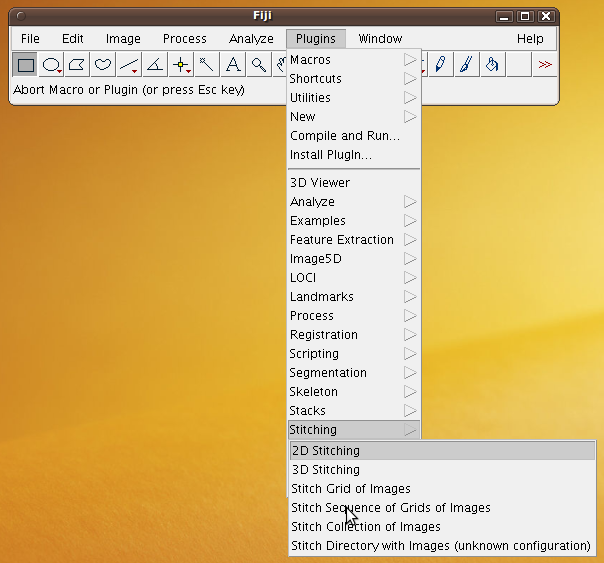 Fiji
File Edit Image Process Analyze Plugins Window Help
A >>
Abort Macro or Plugin (or press Esc key)
Macros
Shortcuts
Utilities
New
Compile and Run...
Install PlugIn...
3D Viewer
Analyze
Examples
Feature Extraction
Image5D
LOCI
Landmarks
Process
Registration
Scripting
Segmentation
Skeleton
Stacks
Stitching
2D Stitching
3D Stitching
Stitch Grid of Images
Stitch Sequence of Grids of Images
Stitch Collection of Images
Stitch Directory with Images (unknown configuration)